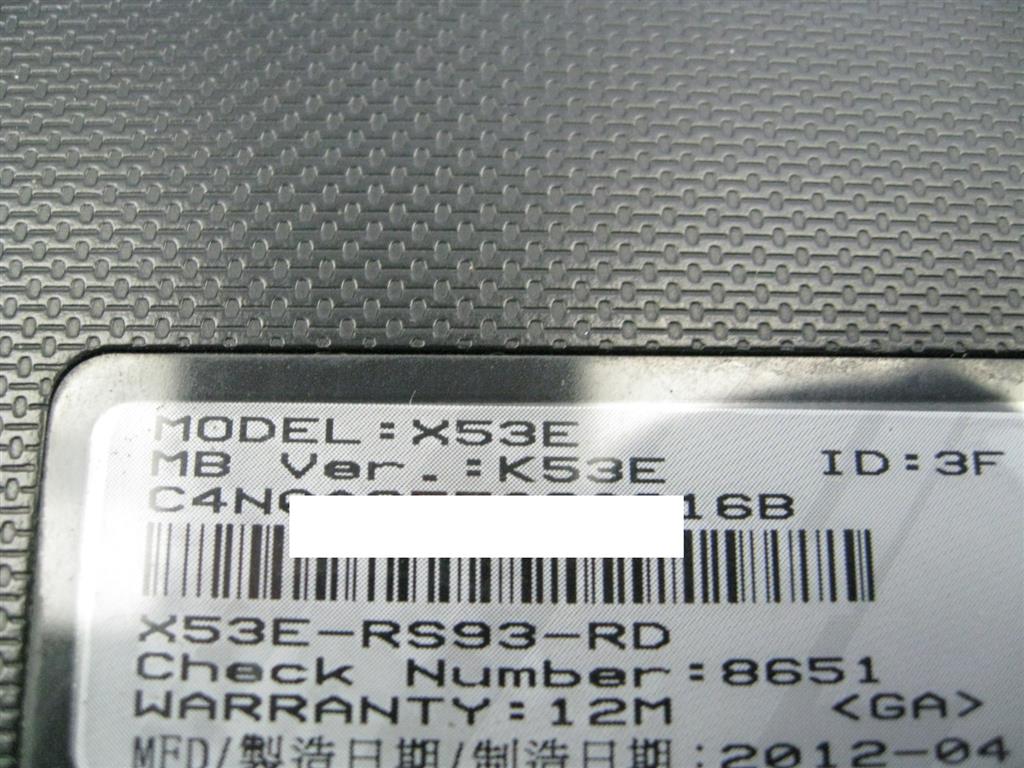 MODEL:X53E
MB Ver.:K53E ID:3F
16B
X53E-RS93-RD
Check Number:8651
WARRANTY:12M <GA>
MFD/製造日期/制造日期:2012-04